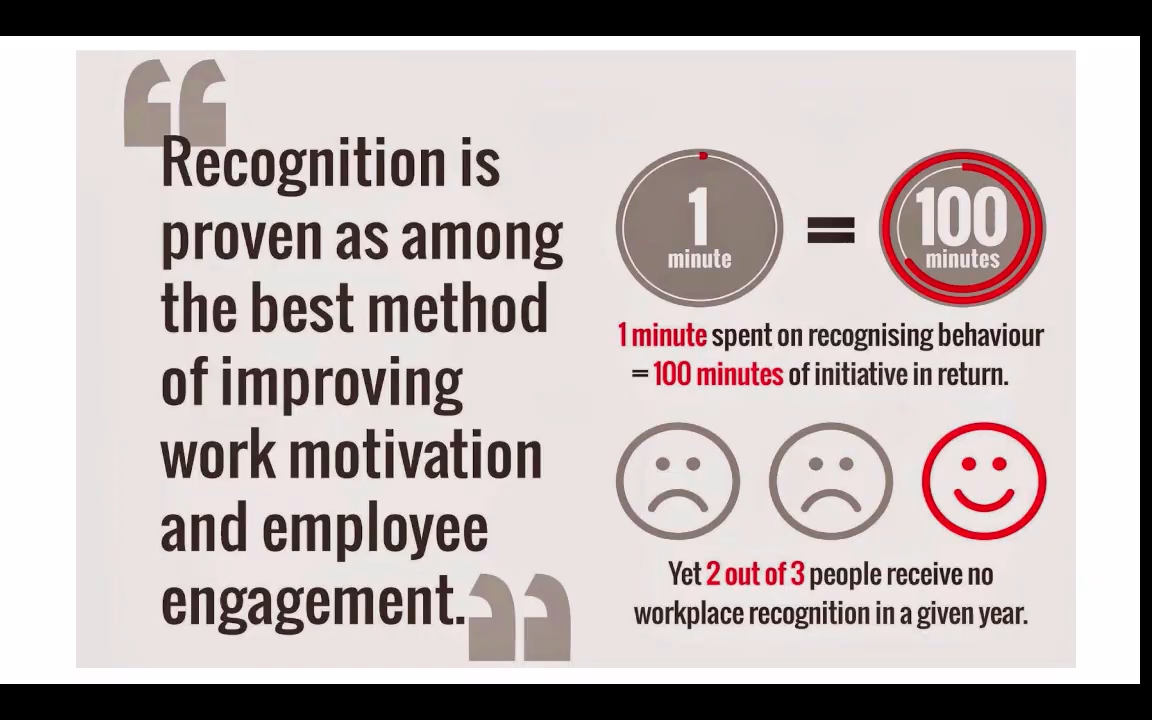 Recognition is
proven as among
the best method
of improving
work motivation
and employee
engagement.
1
minute
=
100
minutes
1 minute spent on recognising behaviour
= 100 minutes of initiative in return.
Yet 2 out of 3 people receive no
workplace recognition in a given year.